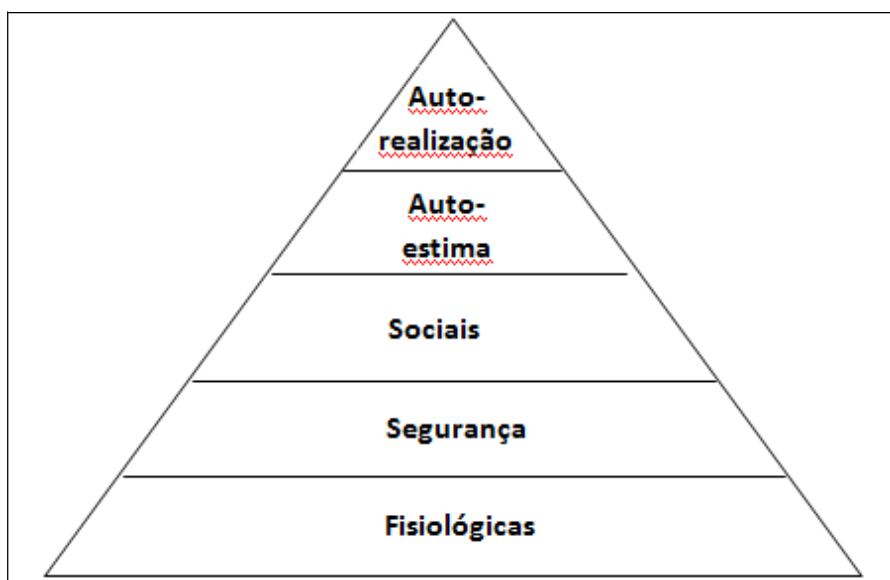 Auto-
realização
Auto-
estima
Sociais
Segurança
Fisiológicas